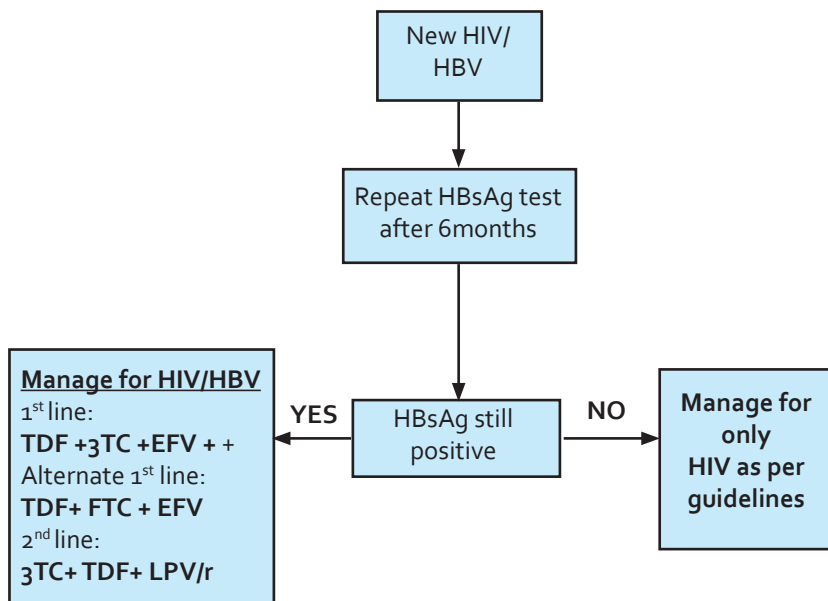 New HIV/
HBV
Repeat HBsAg test
after 6months
HBsAg still
positive
YES
NO
Manage for HIV/HBV
1st line:
TDF +3TC +EFV + +
Alternate 1st line:
TDF+ FTC + EFV
2nd line:
3TC+ TDF+ LPV/r
Manage for
only
HIV as per
guidelines